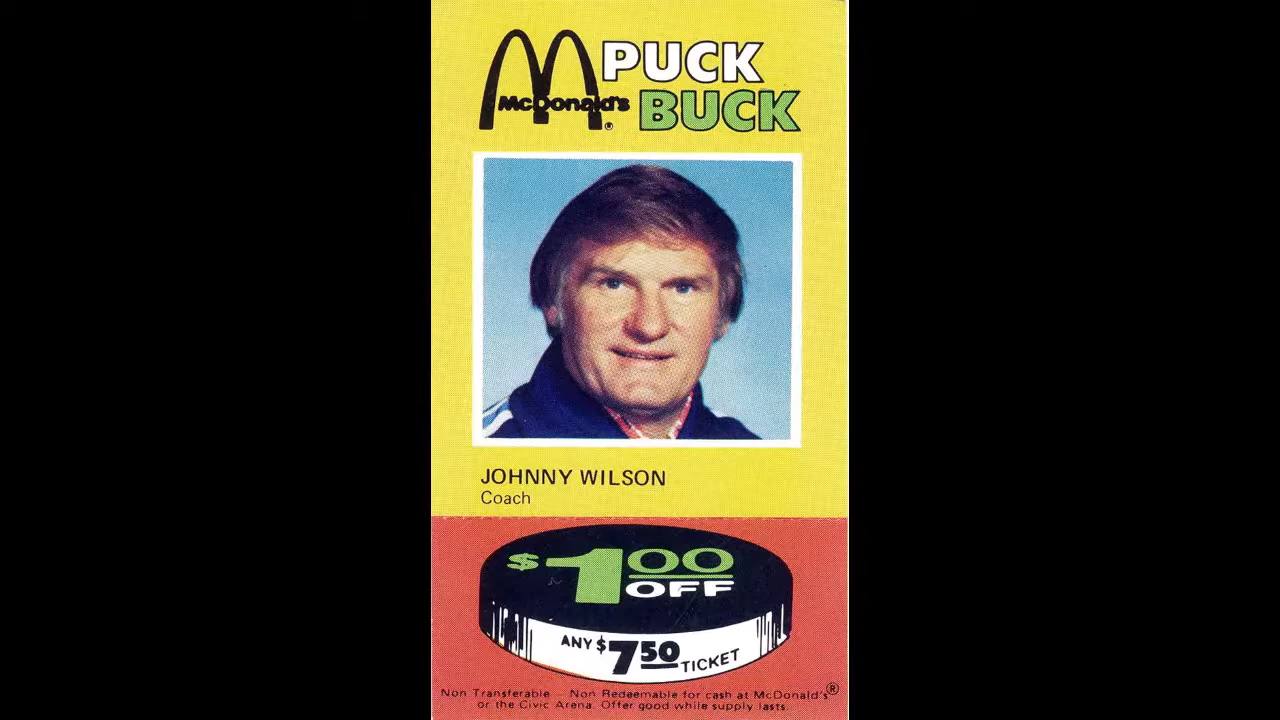 PUCK
McDonald's®
BUCK
JOHNNY WILSON
Coach
$1 00
OFF
ANY $7 50 TICKET
Non Transferable – Non Redeemable for cash at McDonald's®
or the Civic Arena. Offer good while supply lasts.